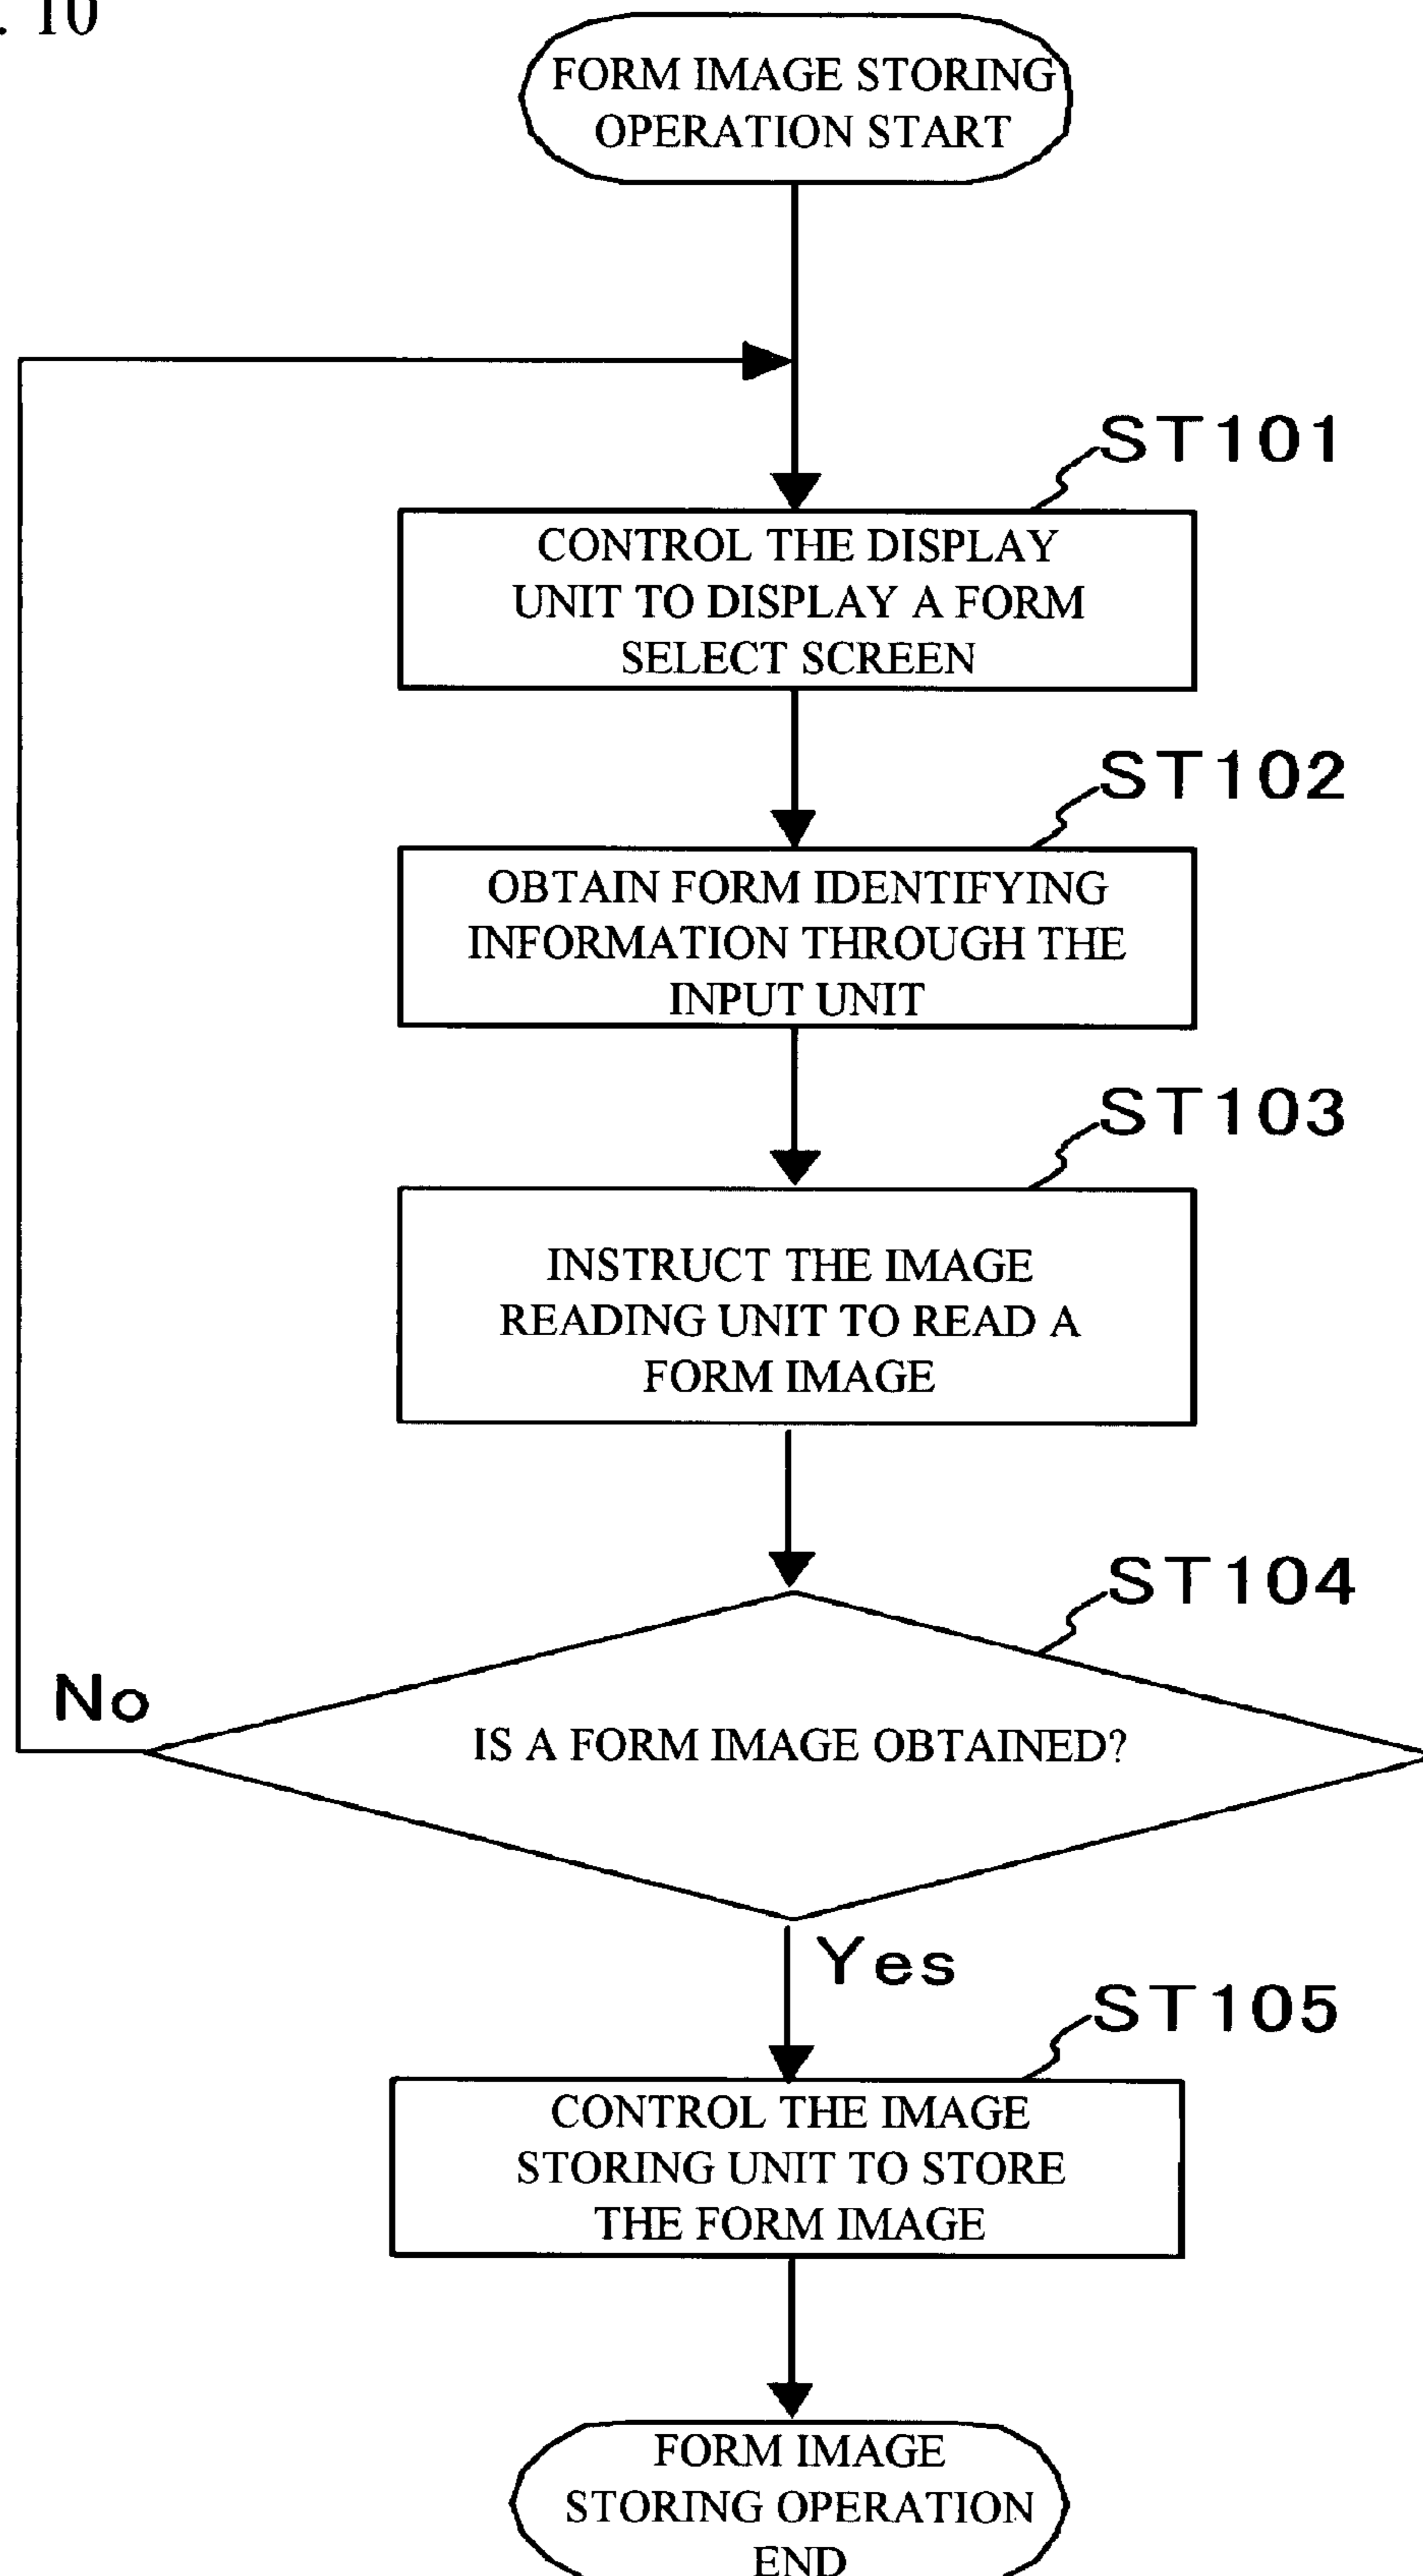 . 10
FORM IMAGE STORING
OPERATION START
ST101
CONTROL THE DISPLAY
UNIT TO DISPLAY A FORM
SELECT SCREEN
ST102
OBTAIN FORM IDENTIFYING
INFORMATION THROUGH THE
INPUT UNIT
ST103
INSTRUCT THE IMAGE
READING UNIT TO READ A
FORM IMAGE
ST104
No
IS A FORM IMAGE OBTAINED?
Yes
ST105
CONTROL THE IMAGE
STORING UNIT TO STORE
THE FORM IMAGE
FORM IMAGE
STORING OPERATION
END